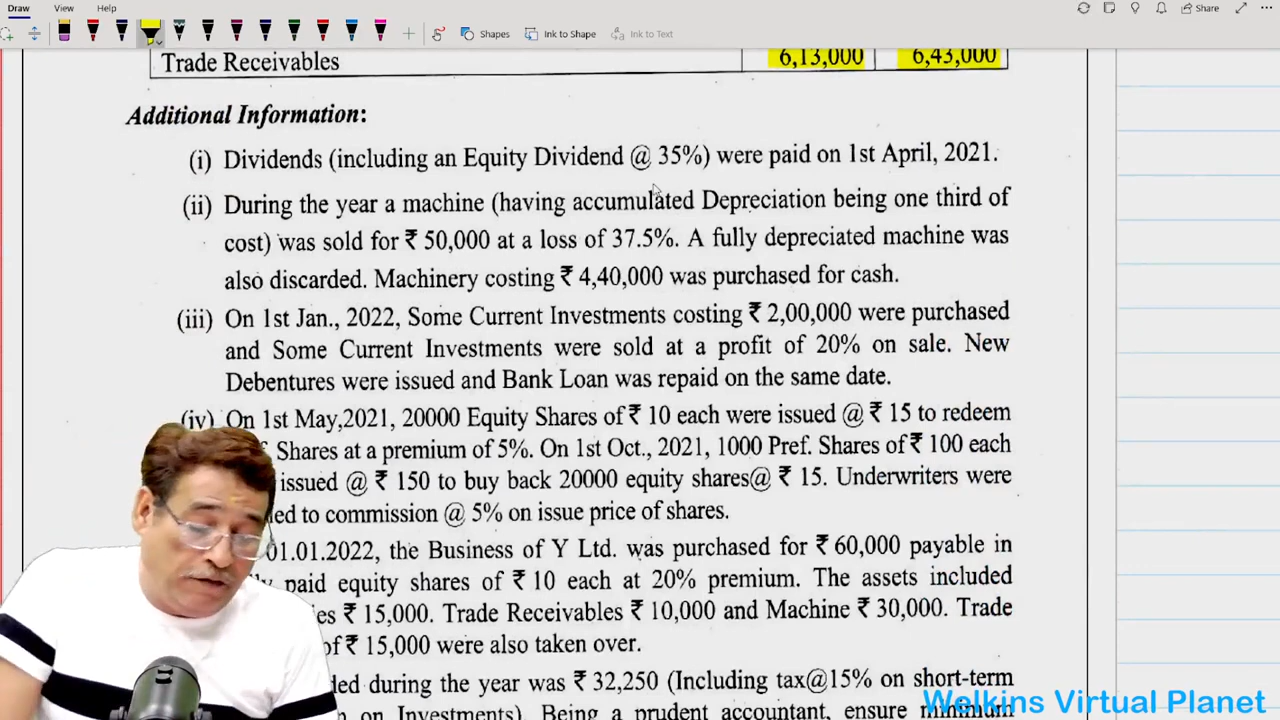 Draw View Help
Shapes Ink to Shape Ink to Text Share
Trade Receivables 6,13,000 6,43,000
Additional Information:
(i) Dividends (including an Equity Dividend @ 35%) were paid on 1st April, 2021.
(ii) During the year a machine (having accumulated Depreciation being one third of
cost) was sold for ₹ 50,000 at a loss of 37.5%. A fully depreciated machine was
also discarded. Machinery costing ₹ 4,40,000 was purchased for cash.
(iii) On 1st Jan., 2022, Some Current Investments costing ₹ 2,00,000 were purchased
and Some Current Investments were sold at a profit of 20% on sale. New
Debentures were issued and Bank Loan was repaid on the same date.
(iv) On 1st May,2021, 20000 Equity Shares of ₹ 10 each were issued @ ₹ 15 to redeem
Shares at a premium of 5%. On 1st Oct., 2021, 1000 Pref. Shares of ₹ 100 each
issued @ ₹ 150 to buy back 20000 equity shares@ ₹ 15. Underwriters were
to commission @ 5% on issue price of shares.
01.01.2022, the Business of Y Ltd. was purchased for ₹ 60,000 payable in
paid equity shares of ₹ 10 each at 20% premium. The assets included
₹ 15,000. Trade Receivables ₹ 10,000 and Machine ₹ 30,000. Trade
of ₹ 15,000 were also taken over.
during the year was ₹ 32,250 (Including tax@15% on short-term
on Investments). Being a prudent accountant, ensure minimum
Welkins Virtual Planet